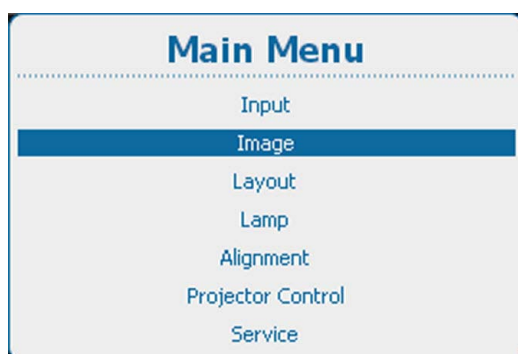 Main Menu
Input
Image
Layout
Lamp
Alignment
Projector Control
Service